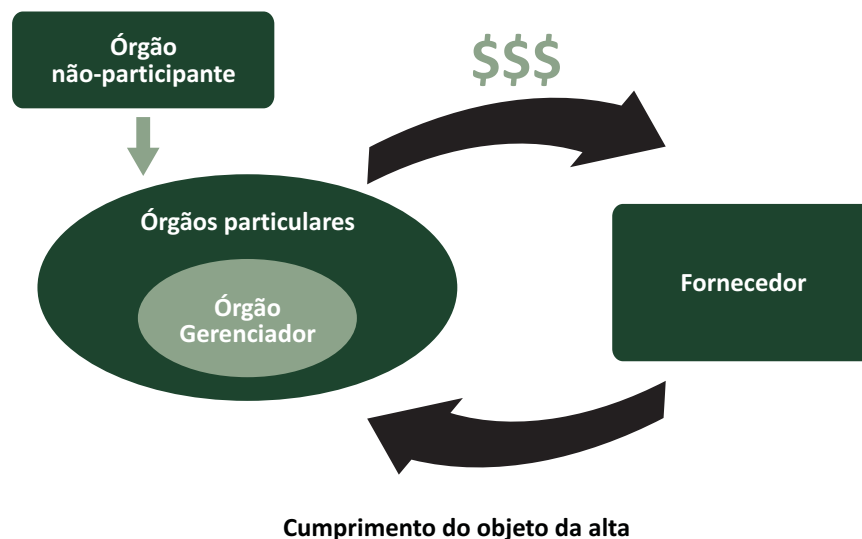 Órgão
não-participante
$$$
Órgãos particulares
Órgão
Gerenciador
Fornecedor
Cumprimento do objeto da alta